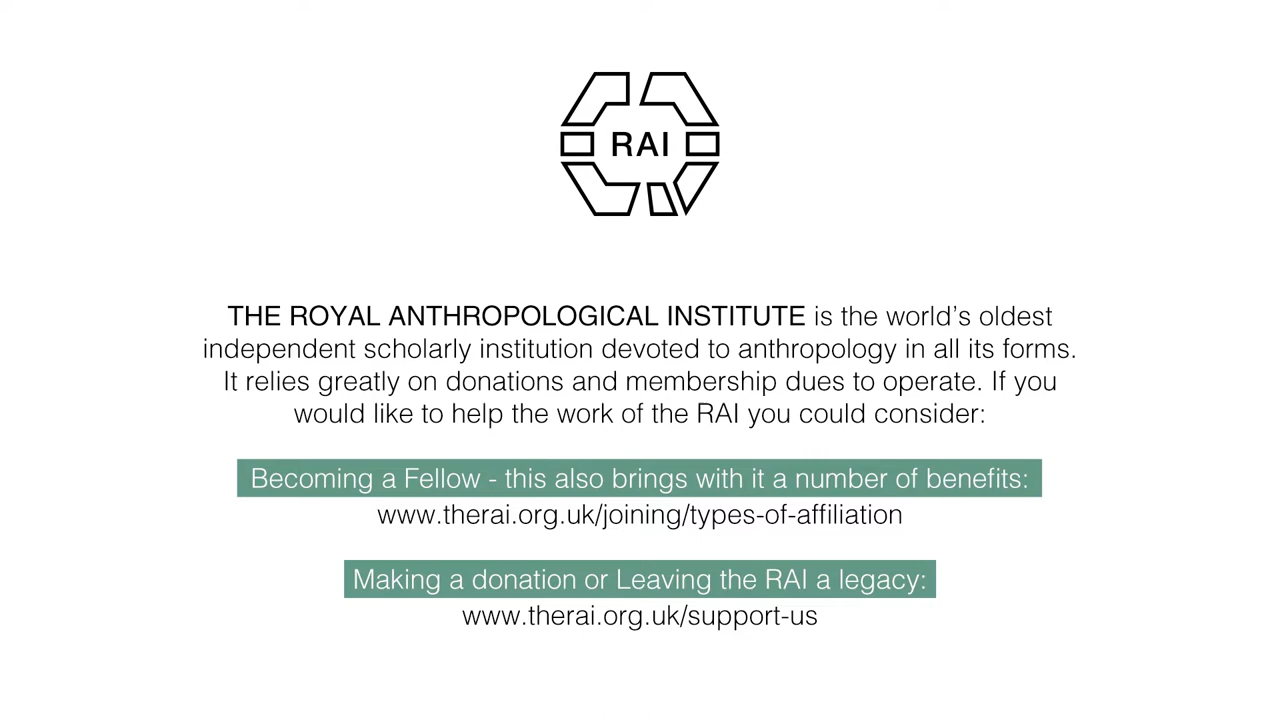 RAI
THE ROYAL ANTHROPOLOGICAL INSTITUTE is the world’s oldest
independent scholarly institution devoted to anthropology in all its forms.
It relies greatly on donations and membership dues to operate. If you
would like to help the work of the RAI you could consider:
Becoming a Fellow - this also brings with it a number of benefits:
www.therai.org.uk/joining/types-of-affiliation
Making a donation or Leaving the RAI a legacy:
www.therai.org.uk/support-us